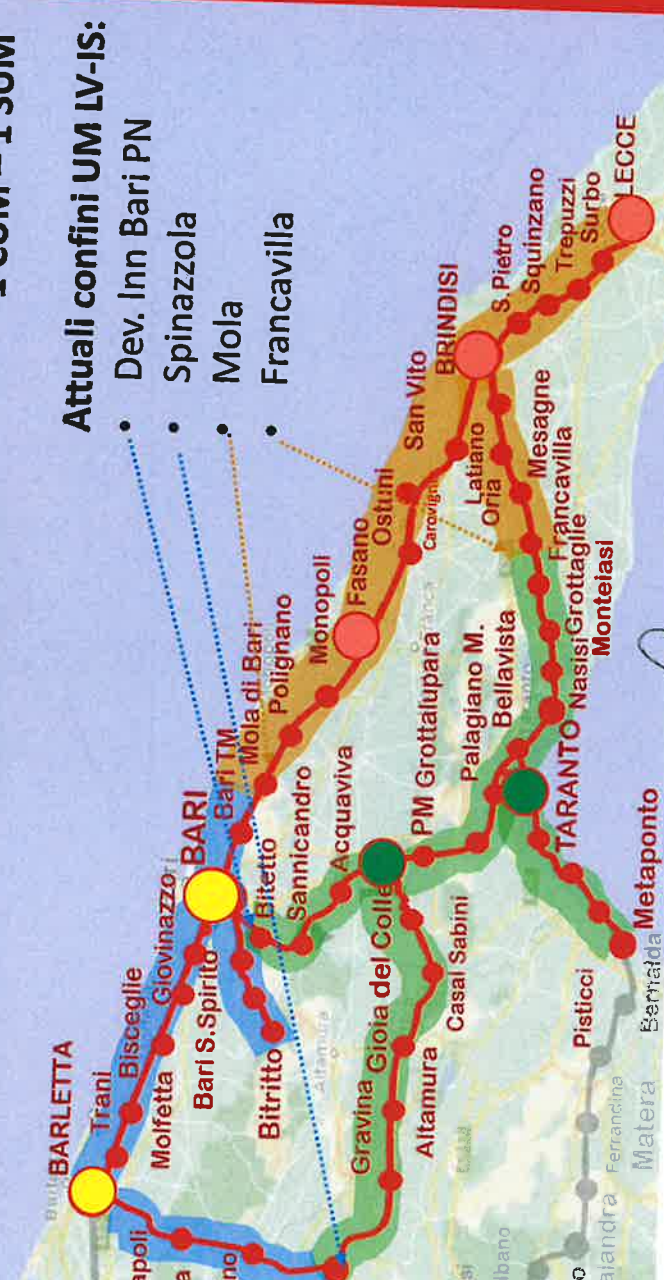 Attuali confini UM LV-IS:
• Dev. Inn Bari PN
• Spinazzola
• Mola
• Francavilla
BARLETTA
Trani
Bisceglie
Molfetta
Giovinazzo
Bari S.Spirito
BARI
Bari TM
Bitritto
Bitetto
Sannicandro
Acquaviva
Gioia del Colle
Casal Sabini
Altamura
Gravina
PM Grottalupara
Palagiano M.
Bellavista
TARANTO
Nasisi
Monteiasi
Grottaglie
Francavilla
Oria
Latiano
Mesagne
Mola di Bari
Polignano
Monopoli
Fasano
Ostuni
Carovigno
San Vito
BRINDISI
S. Pietro
Squinzano
Trepuzzi
Surbo
LECCE
Metaponto
Bernalda
Pisticci
Ferrandina
Matera
Altamura